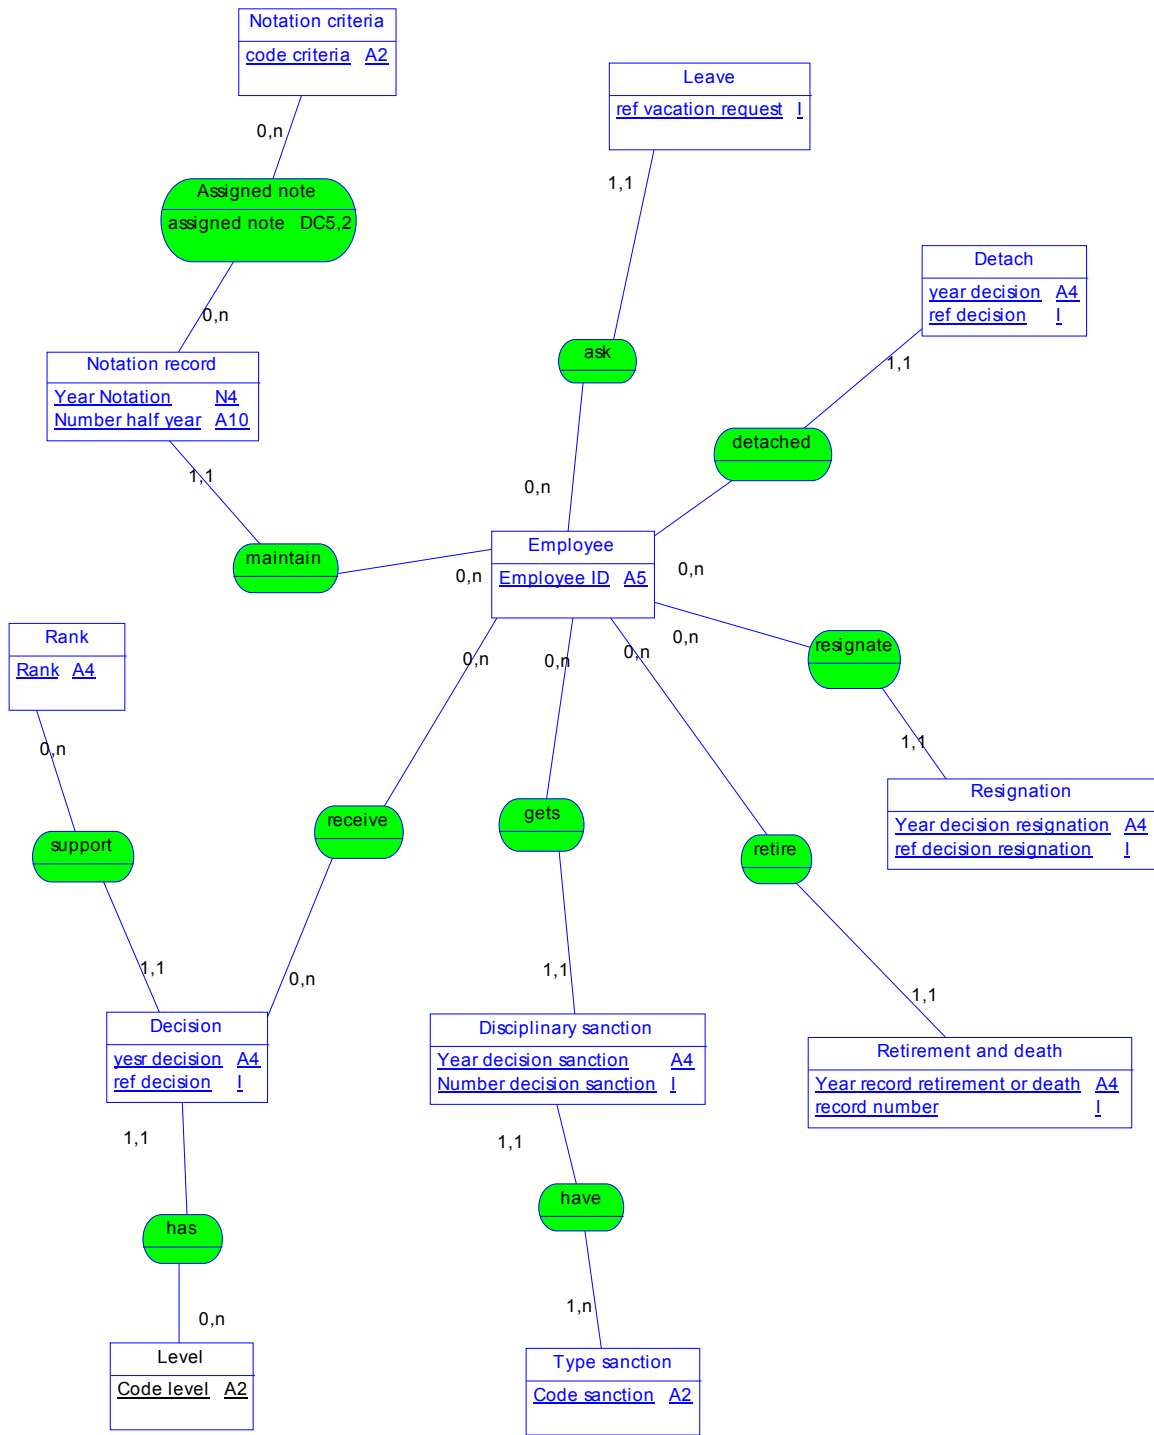 Notation criteria
code criteria A2
0,n
Assigned note
assigned note DC5,2
0,n
Notation record
Year Notation N4
Number half year A10
1,1
maintain
0,n
Leave
ref vacation request I
1,1
ask
0,n
Detach
year decision A4
ref decision I
1,1
detached
0,n
Employee
Employee ID A5
0,n
resignate
1,1
Resignation
Year decision resignation A4
ref decision resignation I
Rank
Rank A4
0,n
support
1,1
0,n
receive
0,n
Decision
yesr decision A4
ref decision I
1,1
has
0,n
Level
Code level A2
0,n
gets
1,1
Disciplinary sanction
Year decision sanction A4
Number decision sanction I
1,1
have
1,n
Type sanction
Code sanction A2
0,n
retire
1,1
Retirement and death
Year record retirement or death A4
record number I